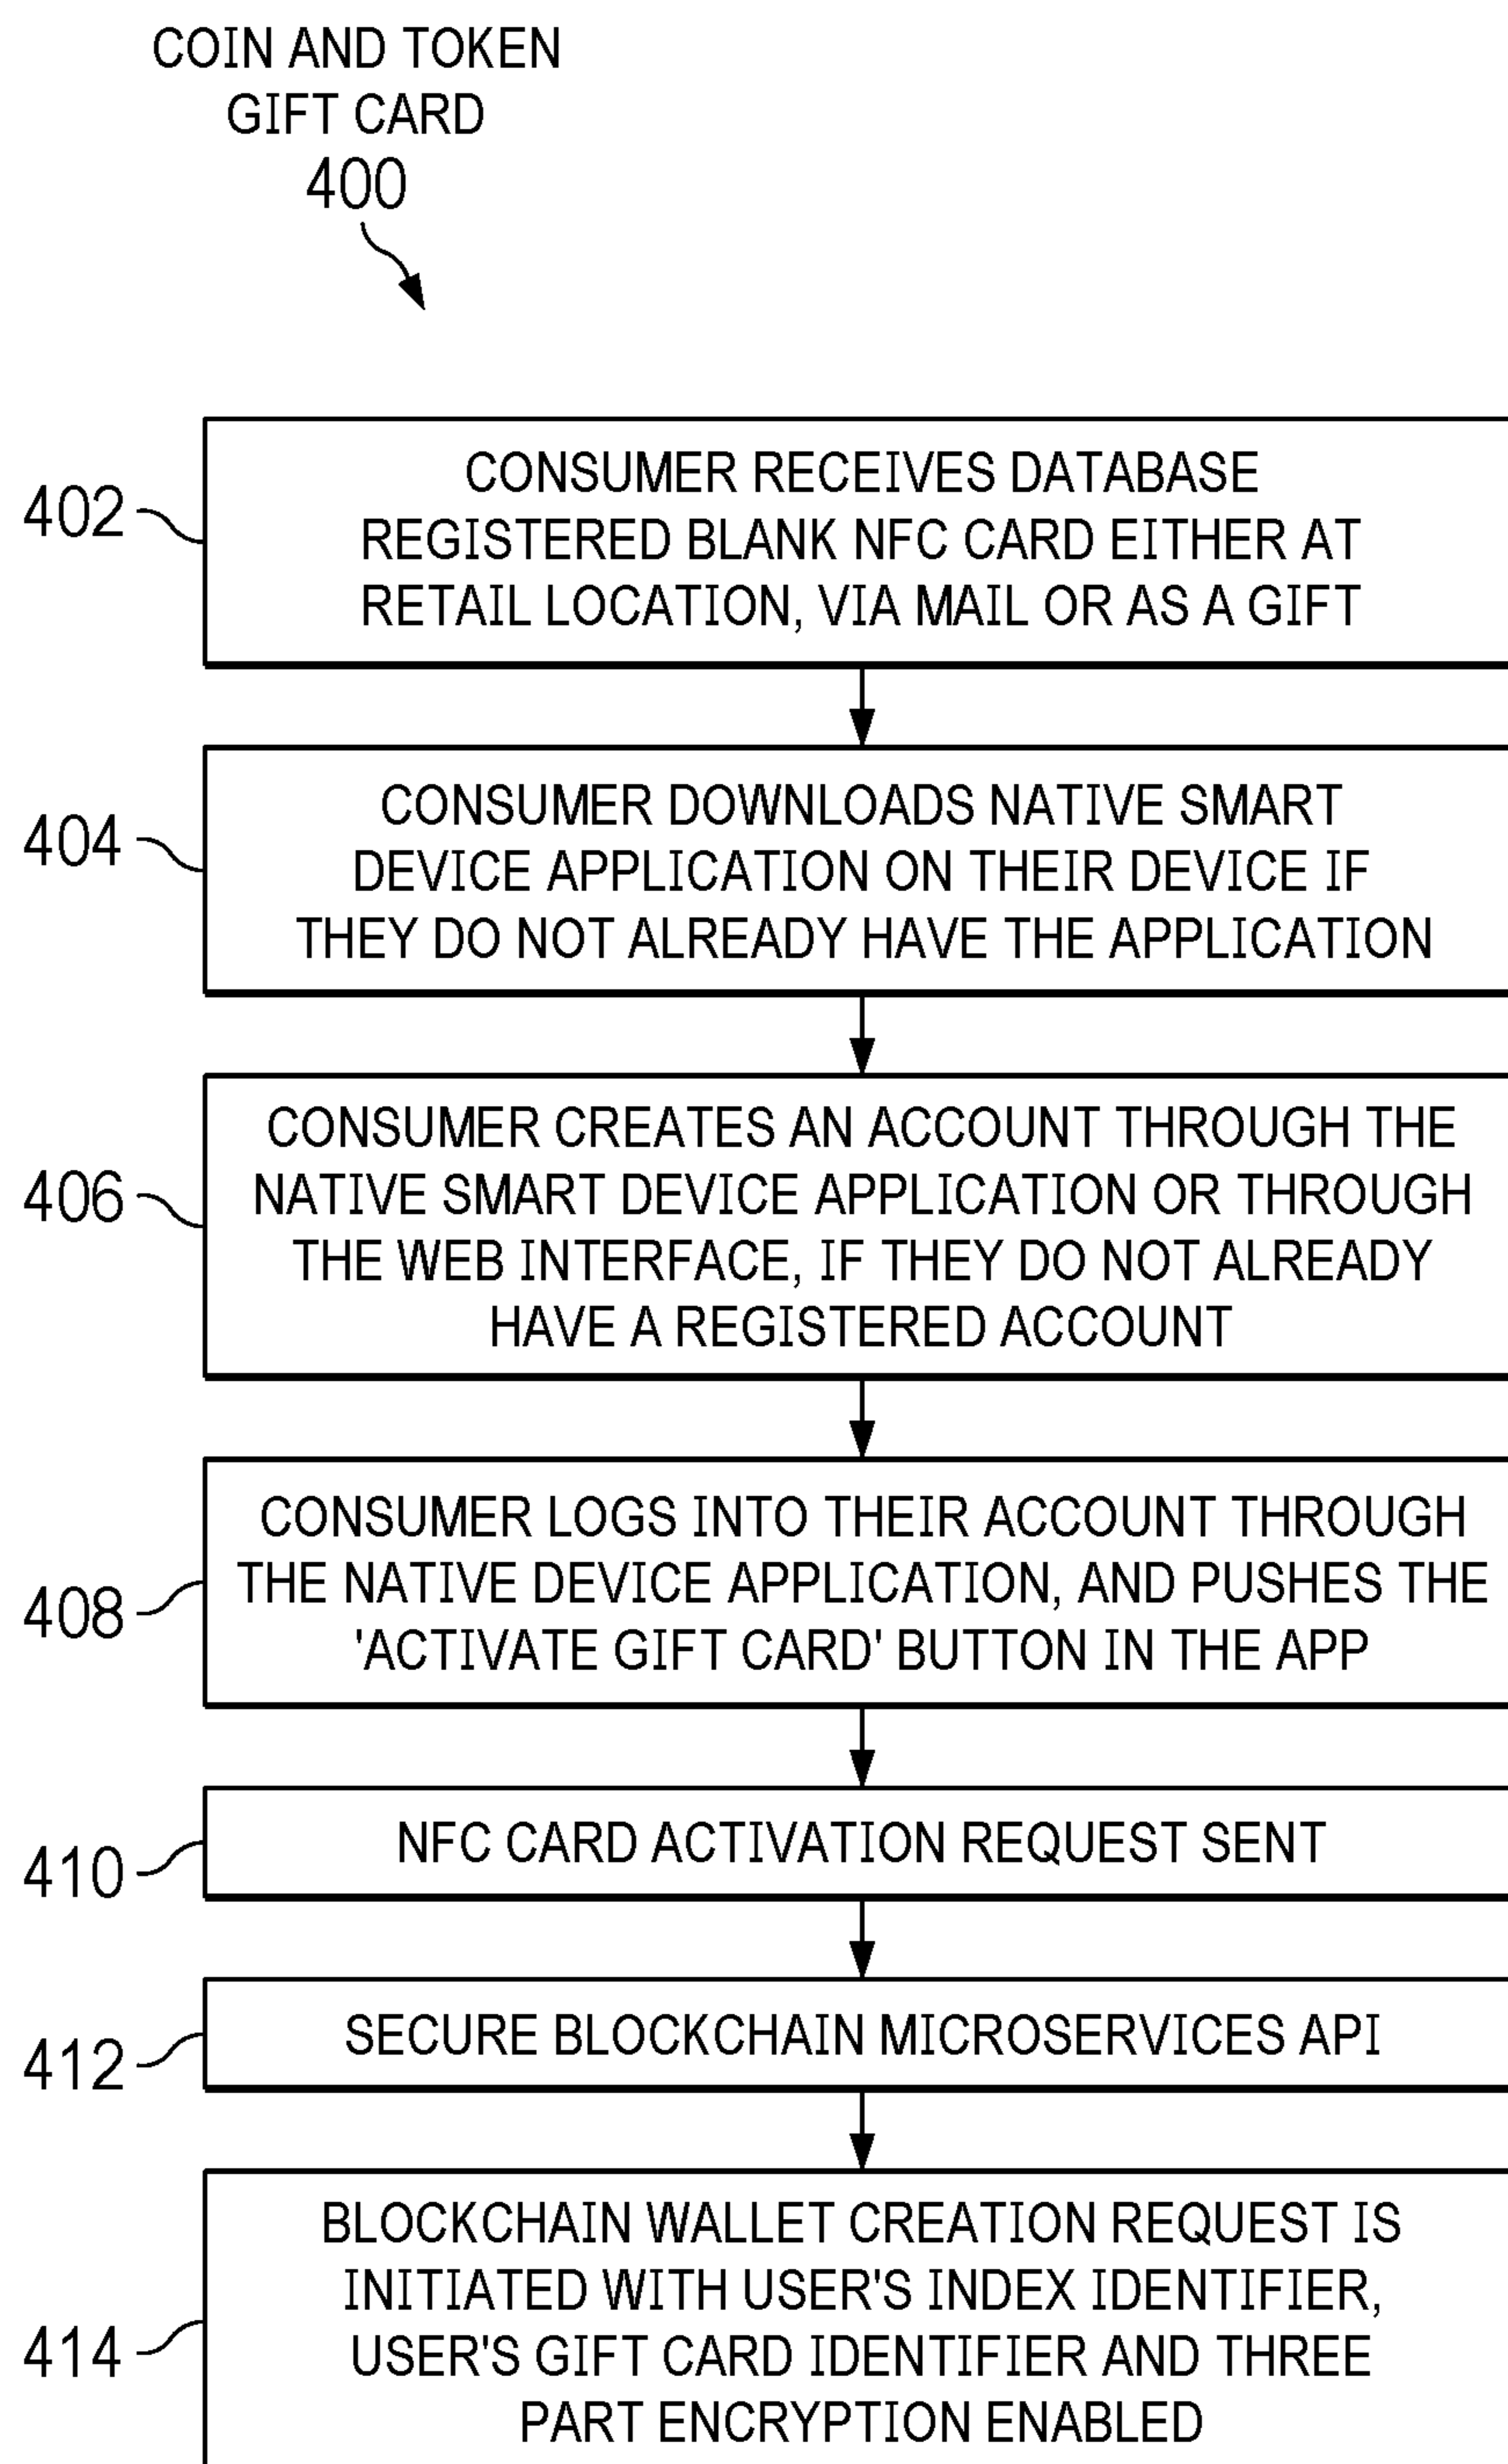 COIN AND TOKEN
GIFT CARD
400
402
CONSUMER RECEIVES DATABASE
REGISTERED BLANK NFC CARD EITHER AT
RETAIL LOCATION, VIA MAIL OR AS A GIFT
404
CONSUMER DOWNLOADS NATIVE SMART
DEVICE APPLICATION ON THEIR DEVICE IF
THEY DO NOT ALREADY HAVE THE APPLICATION
406
CONSUMER CREATES AN ACCOUNT THROUGH THE
NATIVE SMART DEVICE APPLICATION OR THROUGH
THE WEB INTERFACE, IF THEY DO NOT ALREADY
HAVE A REGISTERED ACCOUNT
408
CONSUMER LOGS INTO THEIR ACCOUNT THROUGH
THE NATIVE DEVICE APPLICATION, AND PUSHES THE
'ACTIVATE GIFT CARD' BUTTON IN THE APP
410
NFC CARD ACTIVATION REQUEST SENT
412
SECURE BLOCKCHAIN MICROSERVICES API
414
BLOCKCHAIN WALLET CREATION REQUEST IS
INITIATED WITH USER'S INDEX IDENTIFIER,
USER'S GIFT CARD IDENTIFIER AND THREE
PART ENCRYPTION ENABLED